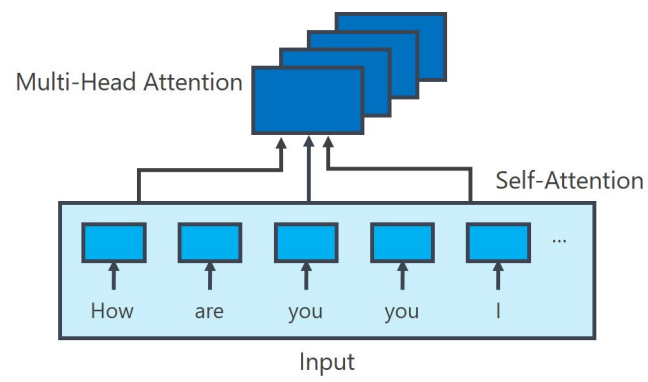 Multi-Head Attention
Self-Attention
...
How are you you I
Input